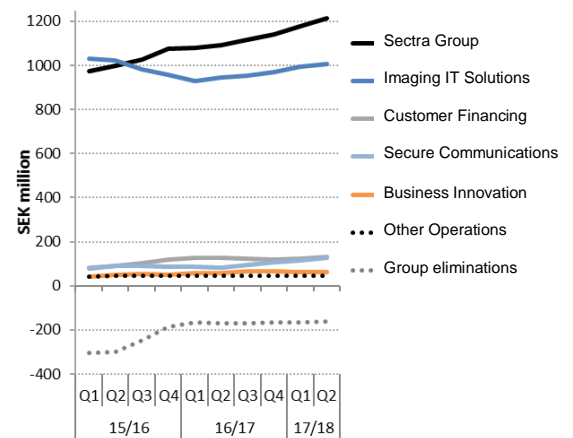 1200
1000
800
600
400
200
0
-200
-400
SEK million
Q1 Q2 Q3 Q4 Q1 Q2 Q3 Q4 Q1 Q2
15/16 16/17 17/18
Sectra Group
Imaging IT Solutions
Customer Financing
Secure Communications
Business Innovation
Other Operations
Group eliminations